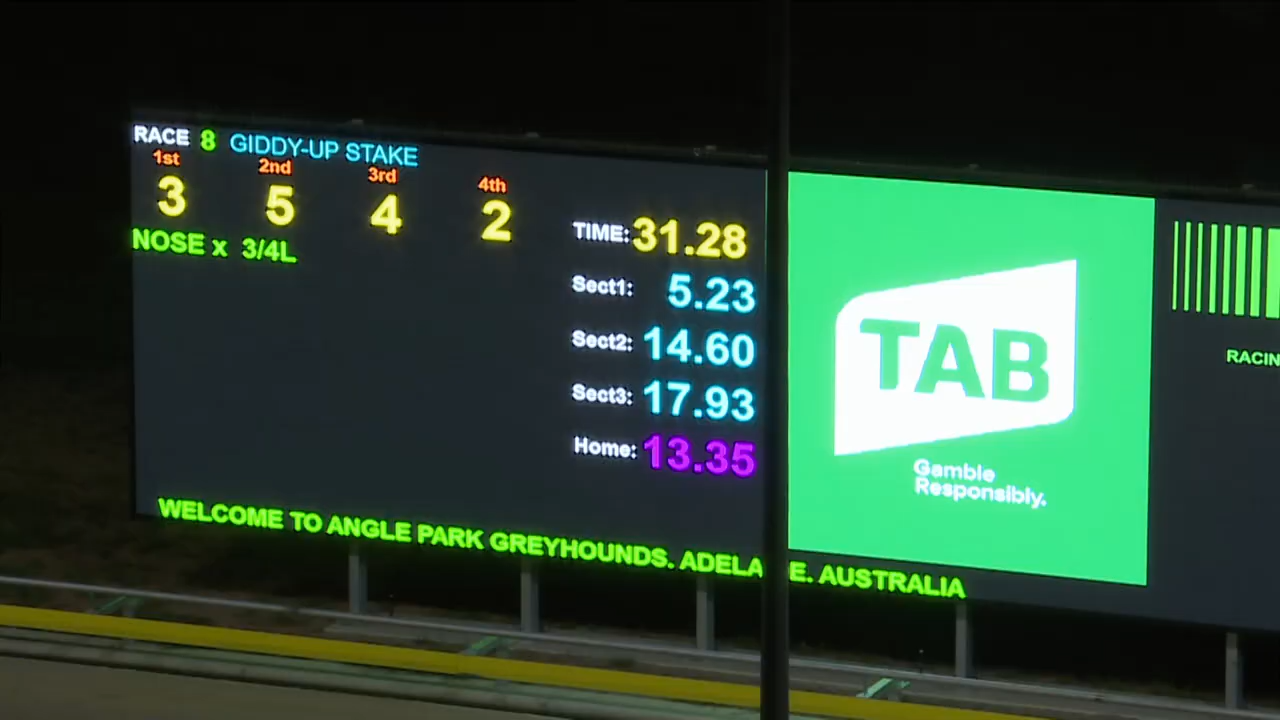 RACE 8 GIDDY-UP STAKE
1st 2nd 3rd 4th
3 5 4 2
NOSE x 3/4L
TIME: 31.28
Sect1: 5.23
Sect2: 14.60
Sect3: 17.93
Home: 13.35
WELCOME TO ANGLE PARK GREYHOUNDS. ADELA E. AUSTRALIA
TAB
Gamble
Responsibly.
RACIN